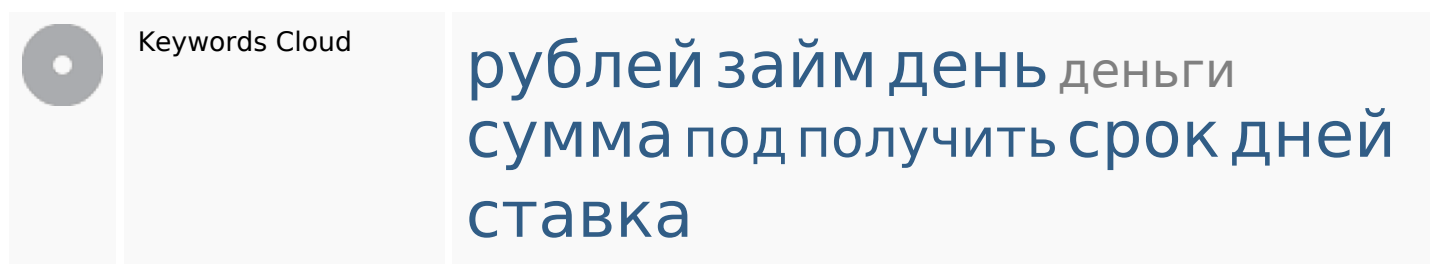 Keywords Cloud
рублей займ день деньги
сумма под получить срок дней
ставка